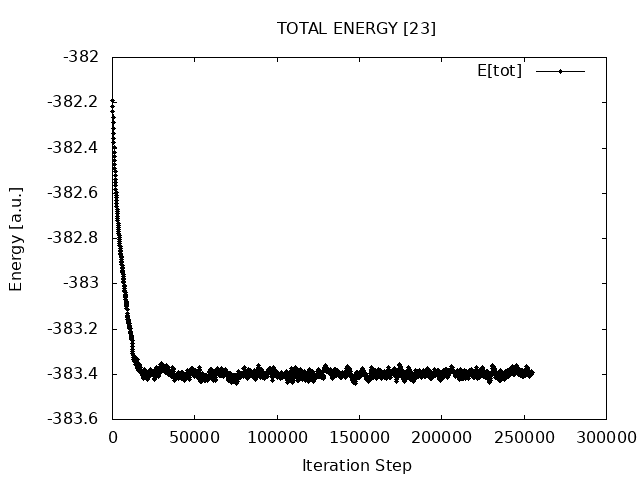 TOTAL ENERGY [23]
E[tot]
Energy [a.u.]
-382
-382.2
-382.4
-382.6
-382.8
-383
-383.2
-383.4
-383.6
0 50000 100000 150000 200000 250000 300000
Iteration Step